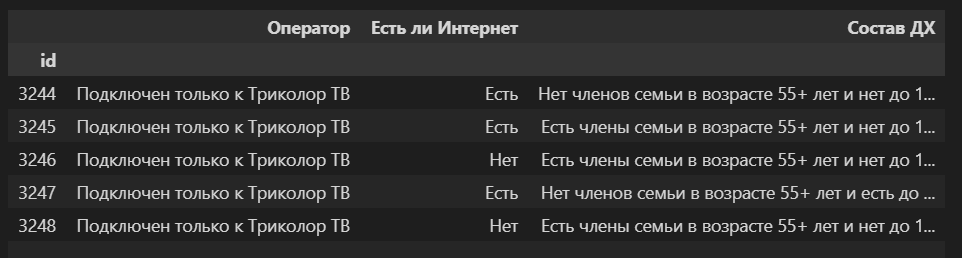 Оператор Есть ли Интернет Состав ДХ
id
3244 Подключен только к Триколор ТВ Есть Нет членов семьи в возрасте 55+ лет и нет до 1...
3245 Подключен только к Триколор ТВ Есть Есть члены семьи в возрасте 55+ лет и нет до 1...
3246 Подключен только к Триколор ТВ Нет Есть члены семьи в возрасте 55+ лет и нет до 1...
3247 Подключен только к Триколор ТВ Есть Нет членов семьи в возрасте 55+ лет и есть до ...
3248 Подключен только к Триколор ТВ Нет Есть члены семьи в возрасте 55+ лет и нет до 1...